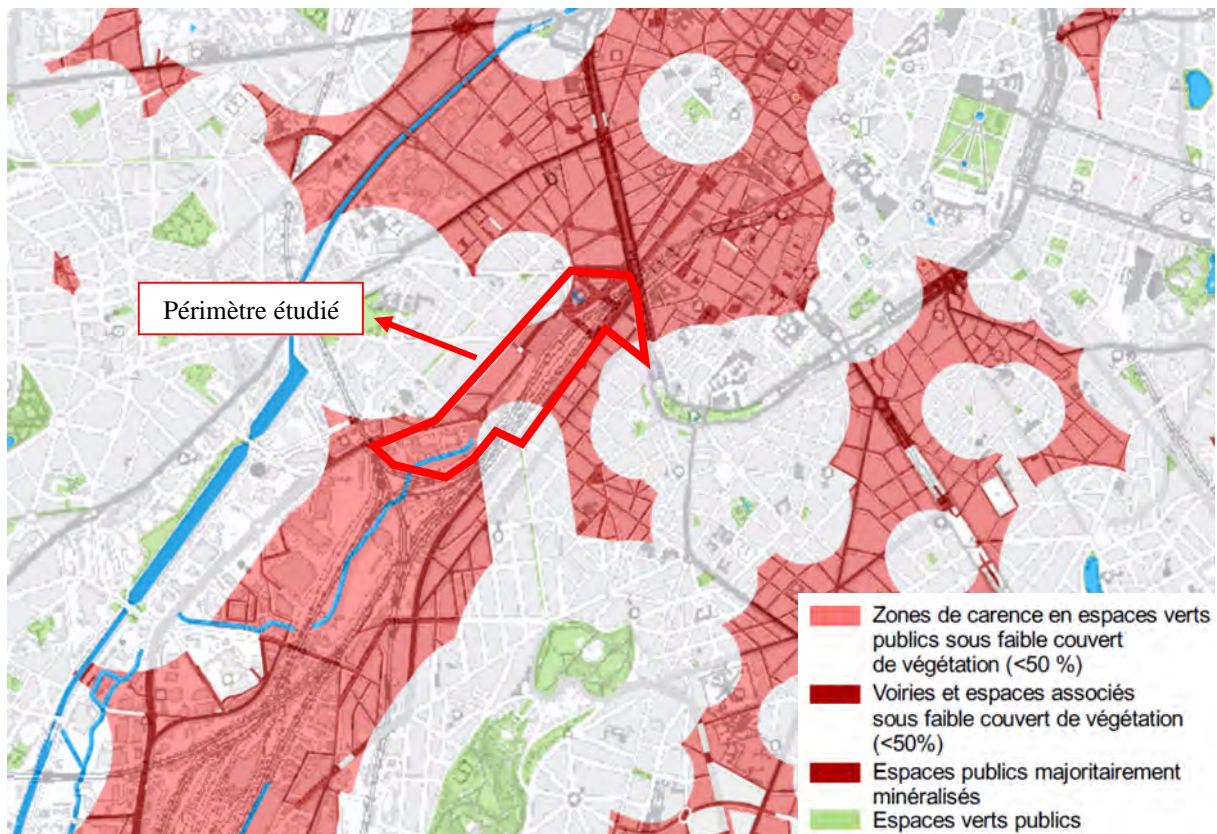 Périmètre étudié
Zones de carence en espaces verts
publics sous faible couvert
de végétation (<50 %)
Voiries et espaces associés
sous faible couvert de végétation
(<50%)
Espaces publics majoritairement
minéralisés
Espaces verts publics